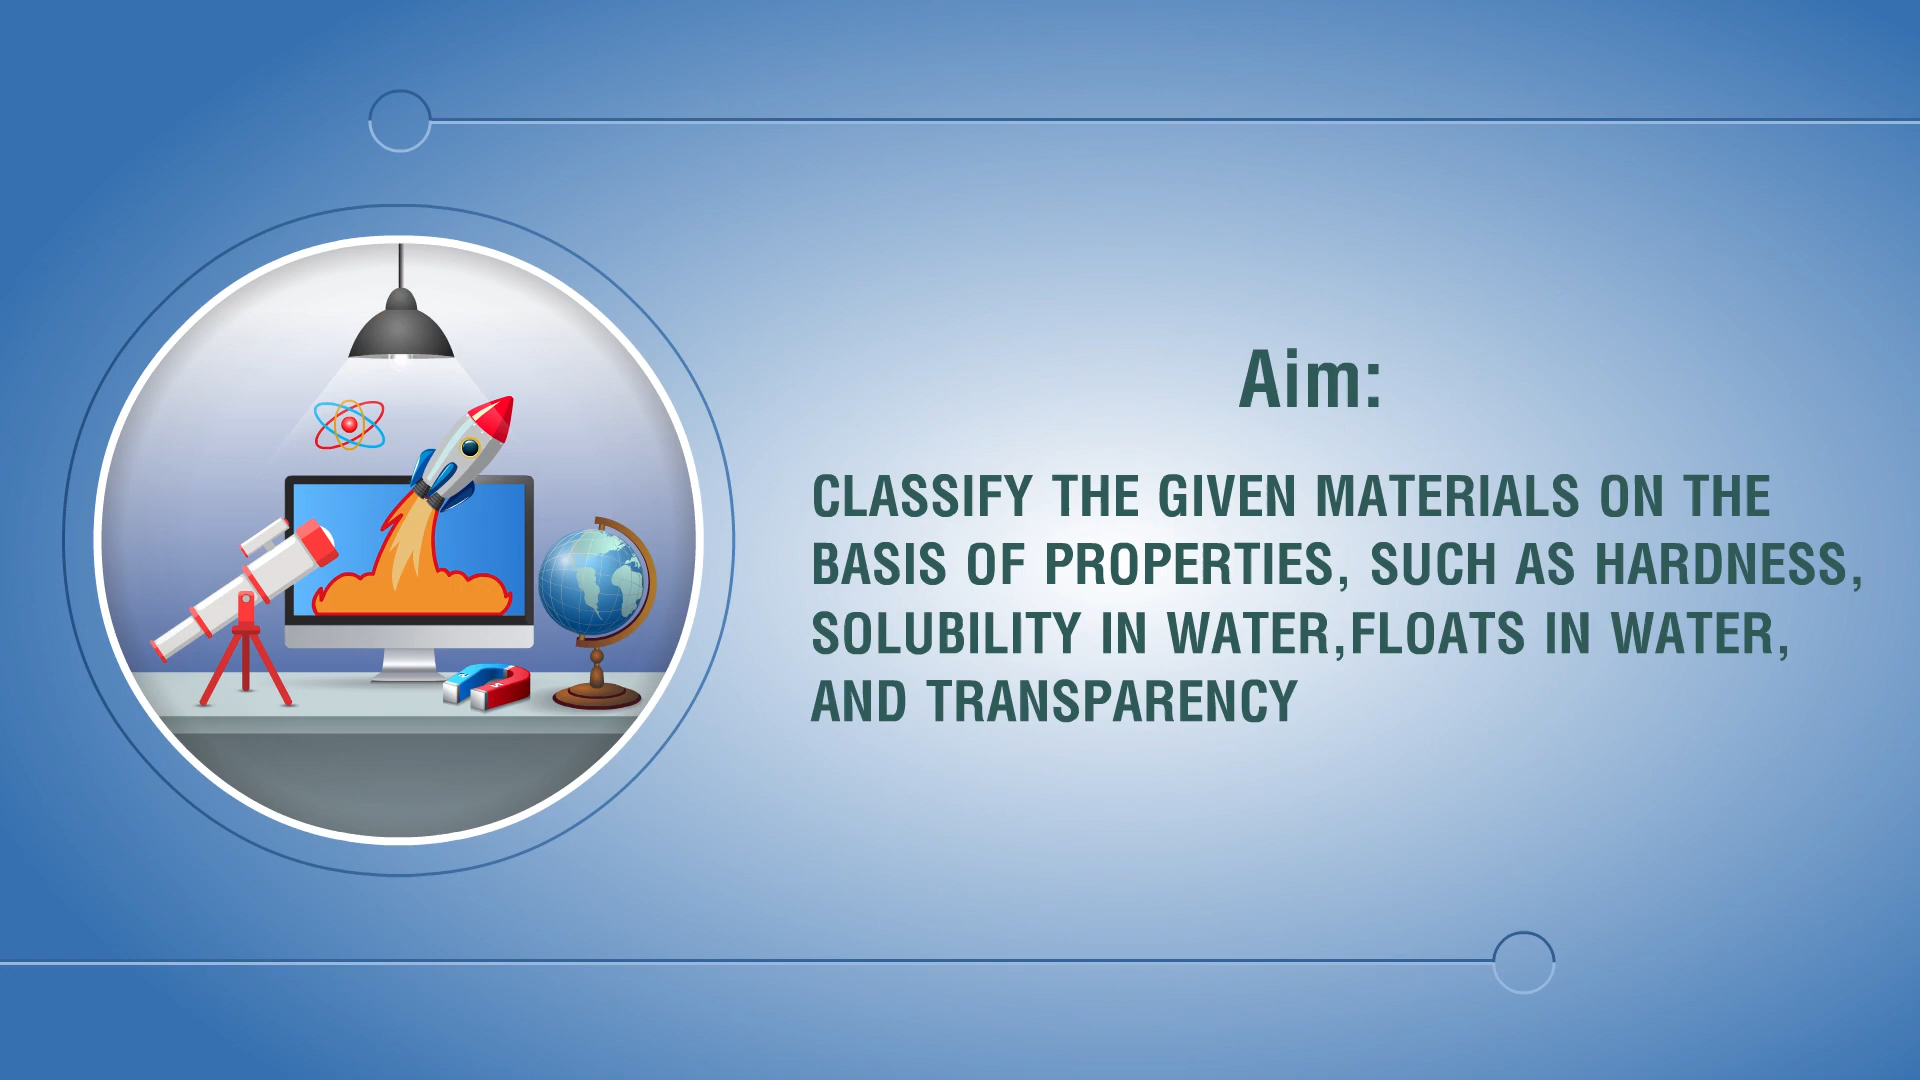 Aim:
CLASSIFY THE GIVEN MATERIALS ON THE
BASIS OF PROPERTIES, SUCH AS HARDNESS,
SOLUBILITY IN WATER,FLOATS IN WATER,
AND TRANSPARENCY